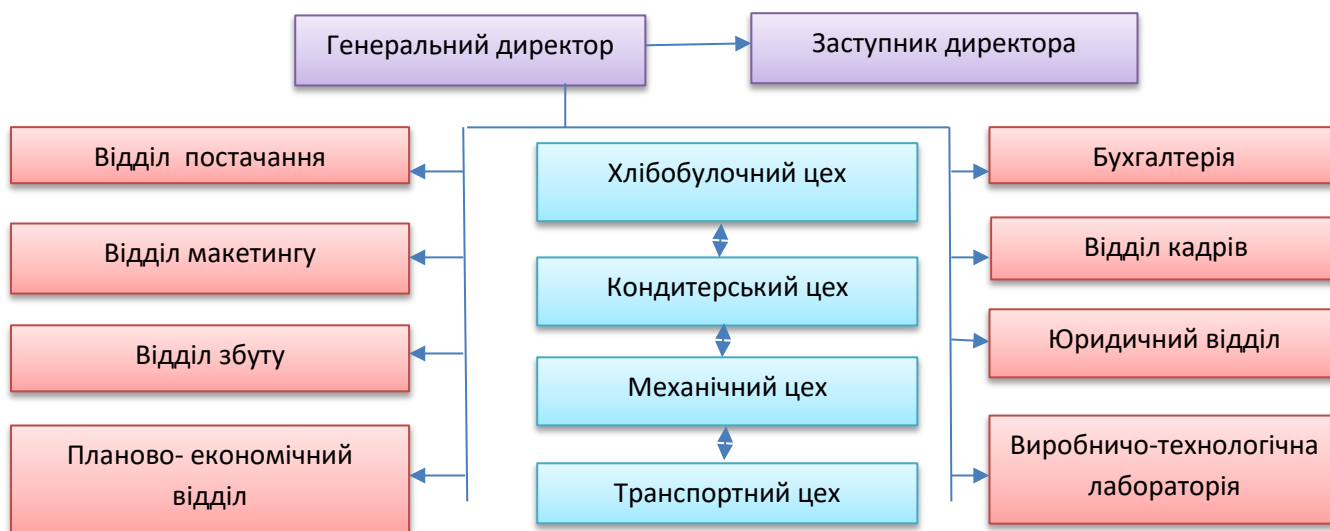 Генеральний директор
Заступник директора
Відділ постачання
Хлібобулочний цех
Бухгалтерія
Відділ макетингу
Кондитерський цех
Відділ кадрів
Відділ збуту
Механічний цех
Юридичний відділ
Планово- економічний
відділ
Транспортний цех
Виробничо-технологічна
лабораторія